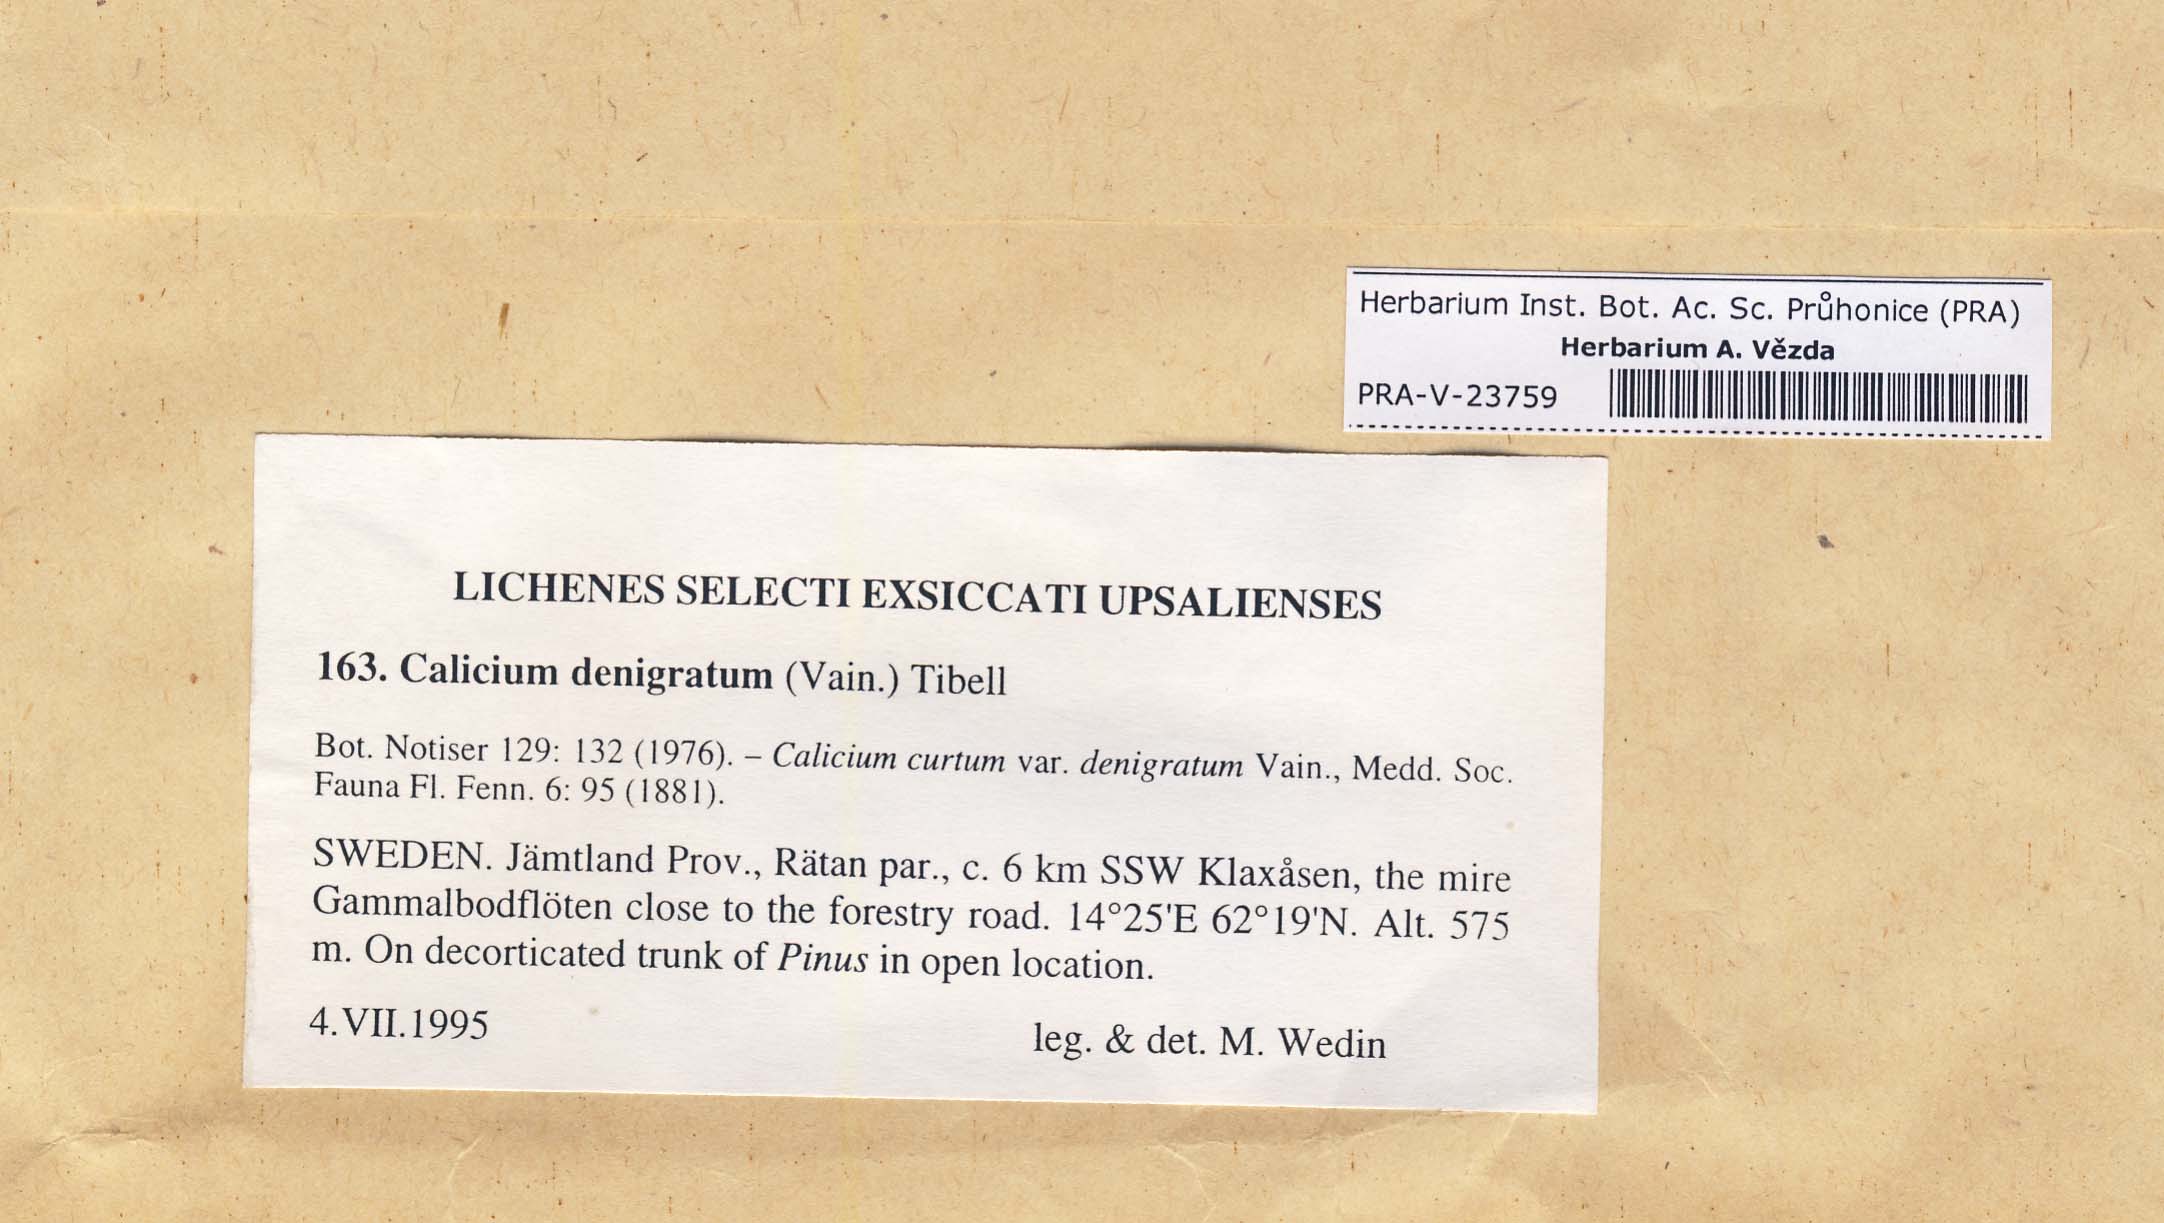 Herbarium Inst. Bot. Ac. Sc. Průhonice (PRA)
Herbarium A. Vězda
PRA-V-23759
LICHENES SELECTI EXSICCATI UPSALIENSES
163. Calicium denigratum (Vain.) Tibell
Bot. Notiser 129: 132 (1976). – Calicium curtum var. denigratum Vain., Medd. Soc.
Fauna Fl. Fenn. 6: 95 (1881).
SWEDEN. Jämtland Prov., Rätan par., c. 6 km SSW Klaxåsen, the mire
Gammalbodflöten close to the forestry road. 14°25'E 62°19'N. Alt. 575
m. On decorticated trunk of Pinus in open location.
4.VII.1995
leg. & det. M. Wedin